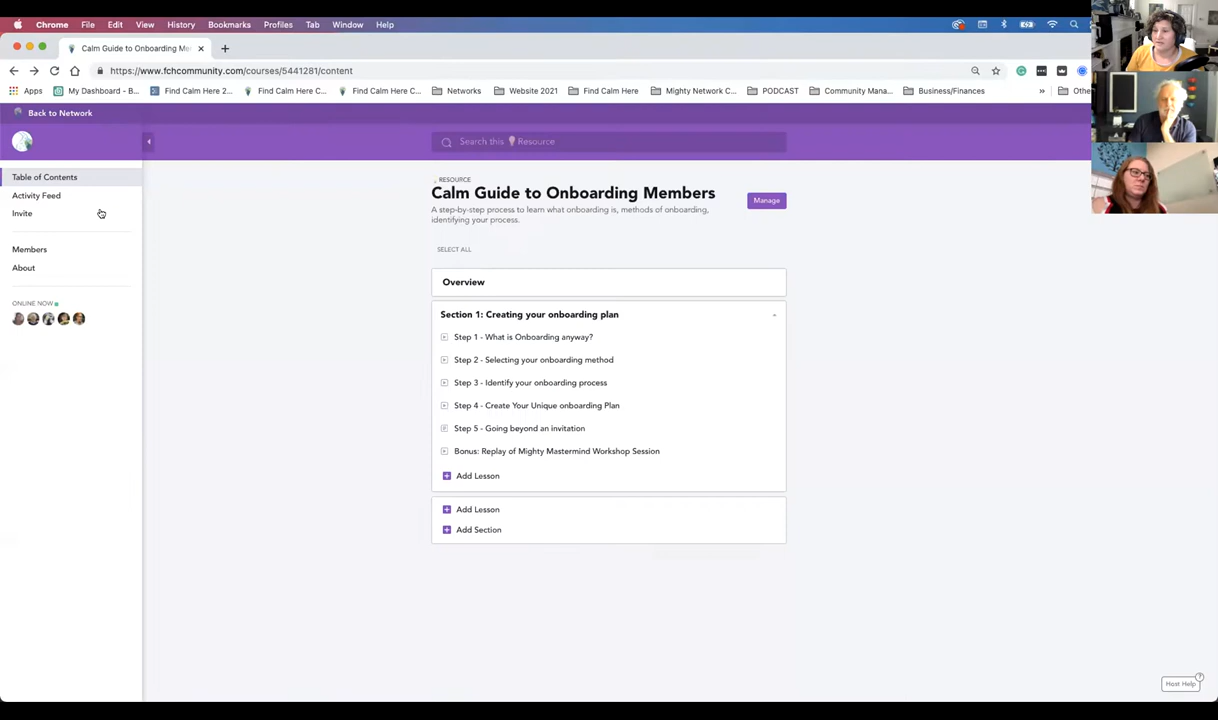 Chrome File Edit View History Bookmarks Profiles Tab Window Help
Calm Guide to Onboarding Me
https://www.fchcommunity.com/courses/5441281/content
Apps My Dashboard - B... Find Calm Here 2... Find Calm Here C... Find Calm Here C... Networks Website 2021 Find Calm Here Mighty Network C... PODCAST Community Mana... Business/Finances » Othe
Back to Network
Search this Resource
Table of Contents
Activity Feed
Invite
Members
About
ONLINE NOW
RESOURCE
Calm Guide to Onboarding Members
A step-by-step process to learn what onboarding is, methods of onboarding,
identifying your process.
Manage
SELECT ALL
Overview
Section 1: Creating your onboarding plan
Step 1 - What is Onboarding anyway?
Step 2 - Selecting your onboarding method
Step 3 - Identify your onboarding process
Step 4 - Create Your Unique onboarding Plan
Step 5 - Going beyond an invitation
Bonus: Replay of Mighty Mastermind Workshop Session
Add Lesson
Add Lesson
Add Section
Host Help ?